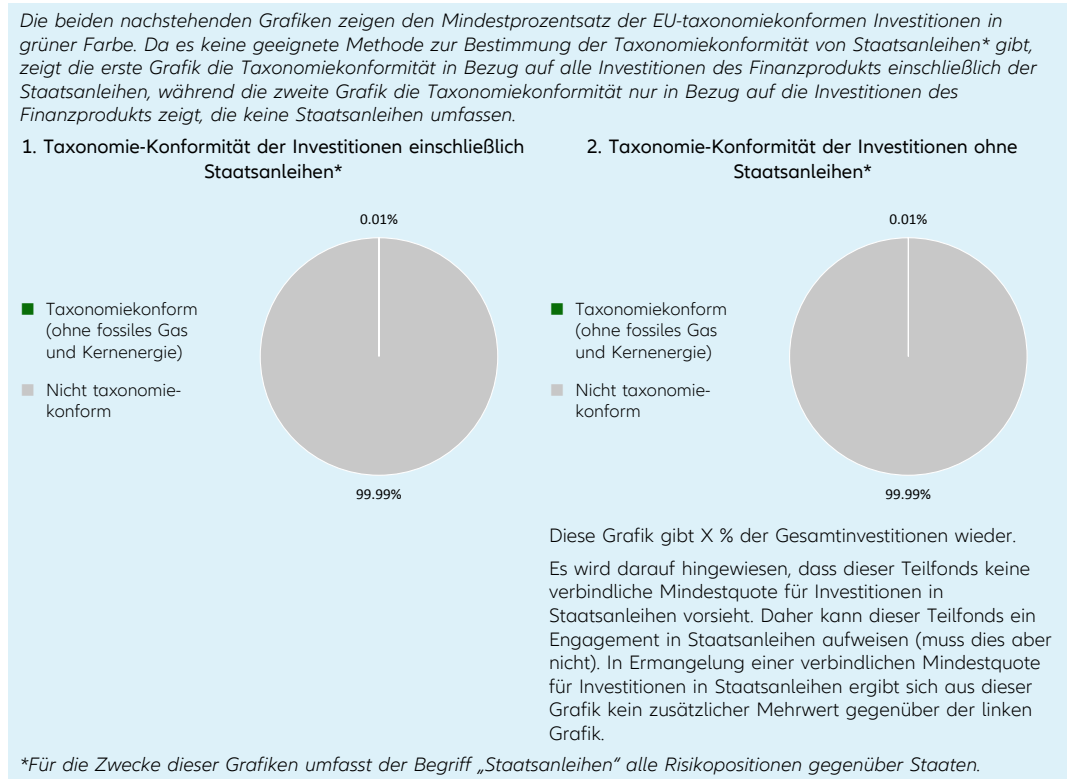 Die beiden nachstehenden Grafiken zeigen den Mindestprozentsatz der EU-taxonomiekonformen Investitionen in
grüner Farbe. Da es keine geeignete Methode zur Bestimmung der Taxonomiekonformität von Staatsanleihen* gibt,
zeigt die erste Grafik die Taxonomiekonformität in Bezug auf alle Investitionen des Finanzprodukts einschließlich der
Staatsanleihen, während die zweite Grafik die Taxonomiekonformität nur in Bezug auf die Investitionen des
Finanzprodukts zeigt, die keine Staatsanleihen umfassen.
1. Taxonomie-Konformität der Investitionen einschließlich
Staatsanleihen*
0.01%
Taxonomiekonform
(ohne fossiles Gas
und Kernenergie)
Nicht taxonomie-
konform
99.99%
2. Taxonomie-Konformität der Investitionen ohne
Staatsanleihen*
0.01%
Taxonomiekonform
(ohne fossiles Gas
und Kernenergie)
Nicht taxonomie-
konform
99.99%
Diese Grafik gibt X % der Gesamtinvestitionen wieder.
Es wird darauf hingewiesen, dass dieser Teilfonds keine
verbindliche Mindestquote für Investitionen in
Staatsanleihen vorsieht. Daher kann dieser Teilfonds ein
Engagement in Staatsanleihen aufweisen (muss dies aber
nicht). In Ermangelung einer verbindlichen Mindestquote
für Investitionen in Staatsanleihen ergibt sich aus dieser
Grafik kein zusätzlicher Mehrwert gegenüber der linken
Grafik.
*Für die Zwecke dieser Grafiken umfasst der Begriff „Staatsanleihen" alle Risikopositionen gegenüber Staaten.